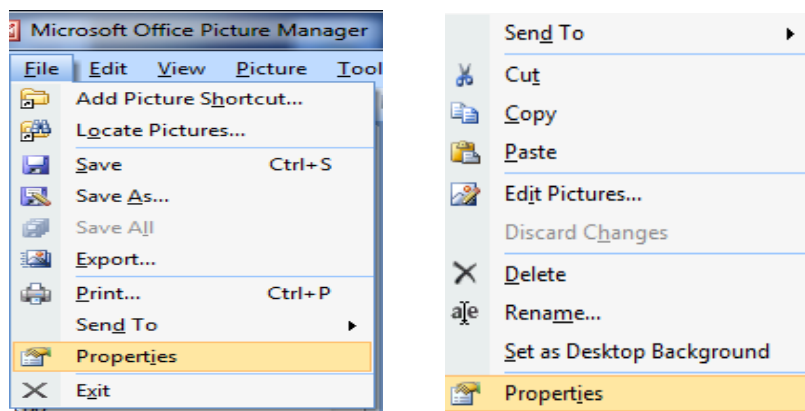 Microsoft Office Picture Manager
File Edit View Picture Tool
Add Picture Shortcut...
Locate Pictures...
Save Ctrl+S
Save As...
Save All
Export...
Print... Ctrl+P
Send To
Properties
Exit
Send To
Cut
Copy
Paste
Edit Pictures...
Discard Changes
Delete
Rename...
Set as Desktop Background
Properties